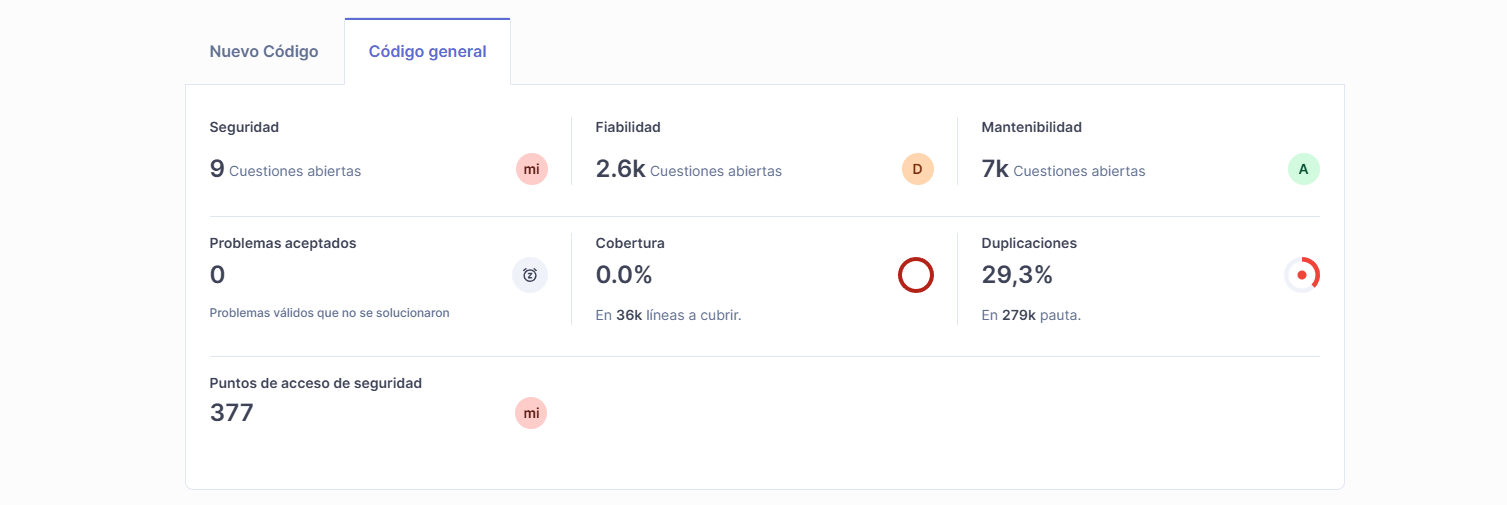 Nuevo Código
Código general
Seguridad
9 Cuestiones abiertas
mi
Fiabilidad
2.6k Cuestiones abiertas
D
Mantenibilidad
7k Cuestiones abiertas
A
Problemas aceptados
0
z
Problemas válidos que no se solucionaron
Cobertura
0.0%
En 36k líneas a cubrir.
Duplicaciones
29,3%
En 279k pauta.
Puntos de acceso de seguridad
377
mi